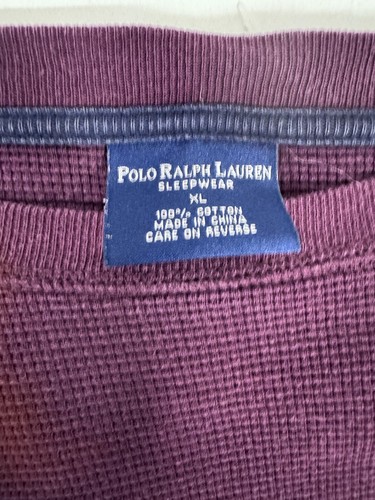 POLO RALPH LAUREN
SLEEPWEAR
XL
100% COTTON
MADE IN CHINA
CARE ON REVERSE